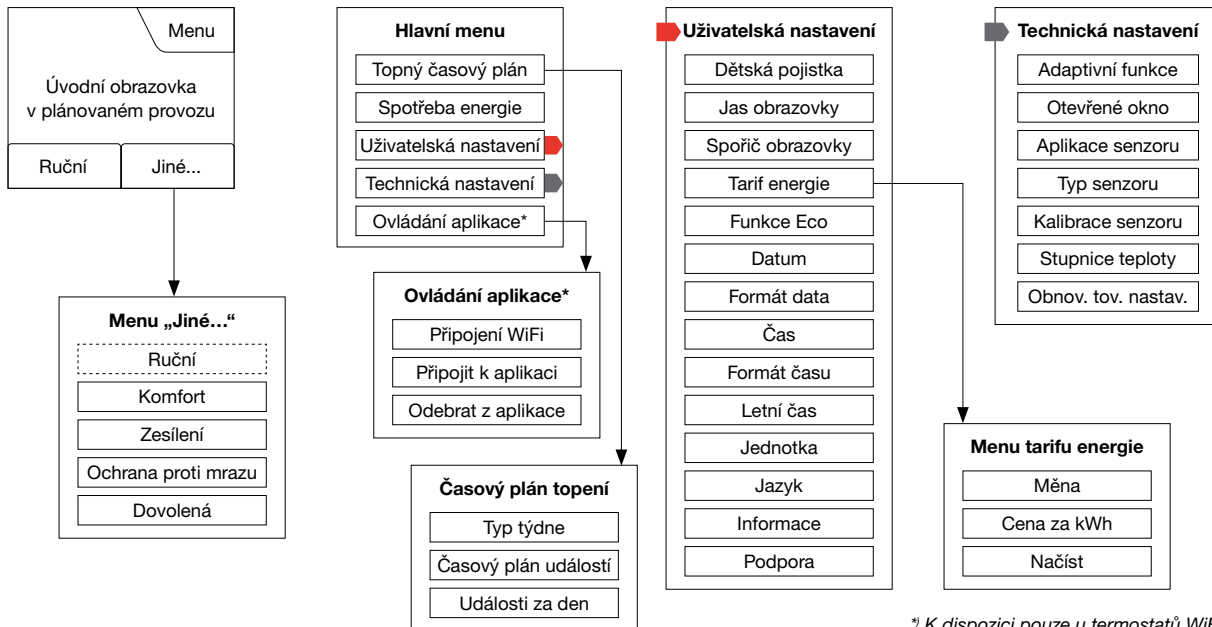 Menu
Úvodní obrazovka
v plánovaném provozu
Ruční
Jiné...
Menu „Jiné...“
Ruční
Komfort
Zesílení
Ochrana proti mrazu
Dovolená
Hlavní menu
Topný časový plán
Spotřeba energie
Uživatelská nastavení
Technická nastavení
Ovládání aplikace*
Ovládání aplikace*
Připojení WiFi
Připojit k aplikaci
Odebrat z aplikace
Časový plán topení
Typ týdne
Časový plán událostí
Události za den
Uživatelská nastavení
Dětská pojistka
Jas obrazovky
Spořič obrazovky
Tarif energie
Funkce Eco
Datum
Formát data
Čas
Formát času
Letní čas
Jednotka
Jazyk
Informace
Podpora
Technická nastavení
Adaptivní funkce
Otevřené okno
Aplikace senzoru
Typ senzoru
Kalibrace senzoru
Stupnice teploty
Obnov. tov. nastav.
Menu tarifu energie
Měna
Cena za kWh
Načíst
*) K dispozici pouze u termostatů